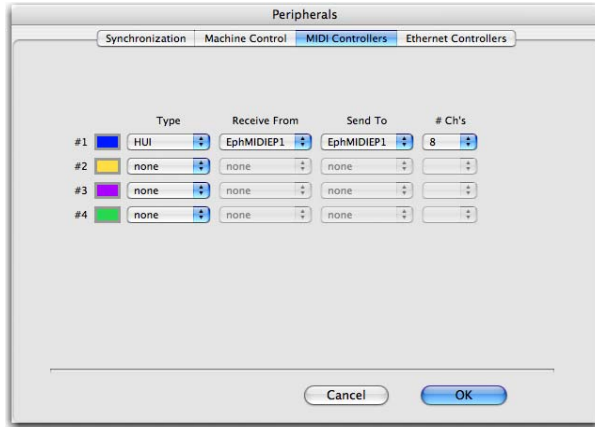 Peripherals
Synchronization Machine Control MIDI Controllers Ethernet Controllers
Type Receive From Send To # Ch's
#1 HUI EphMIDIEP1 EphMIDIEP1 8
#2 none none none
#3 none none none
#4 none none none
Cancel OK